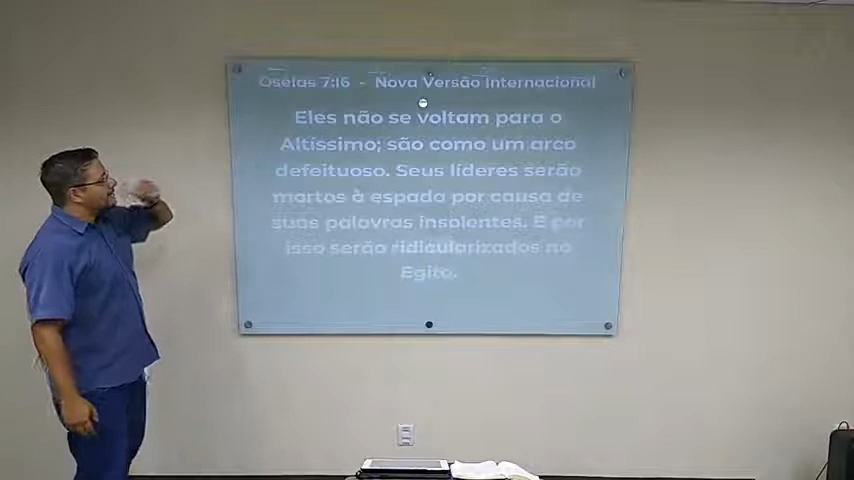 Oseias 7:16 - Nova Versão Internacional
Eles não se voltam para o
Altíssimo; são como um arco
defeituoso. Seus líderes serão
mortos à espada por causa de
suas palavras insolentes. E por
isso serão ridicularizados no
Egito.